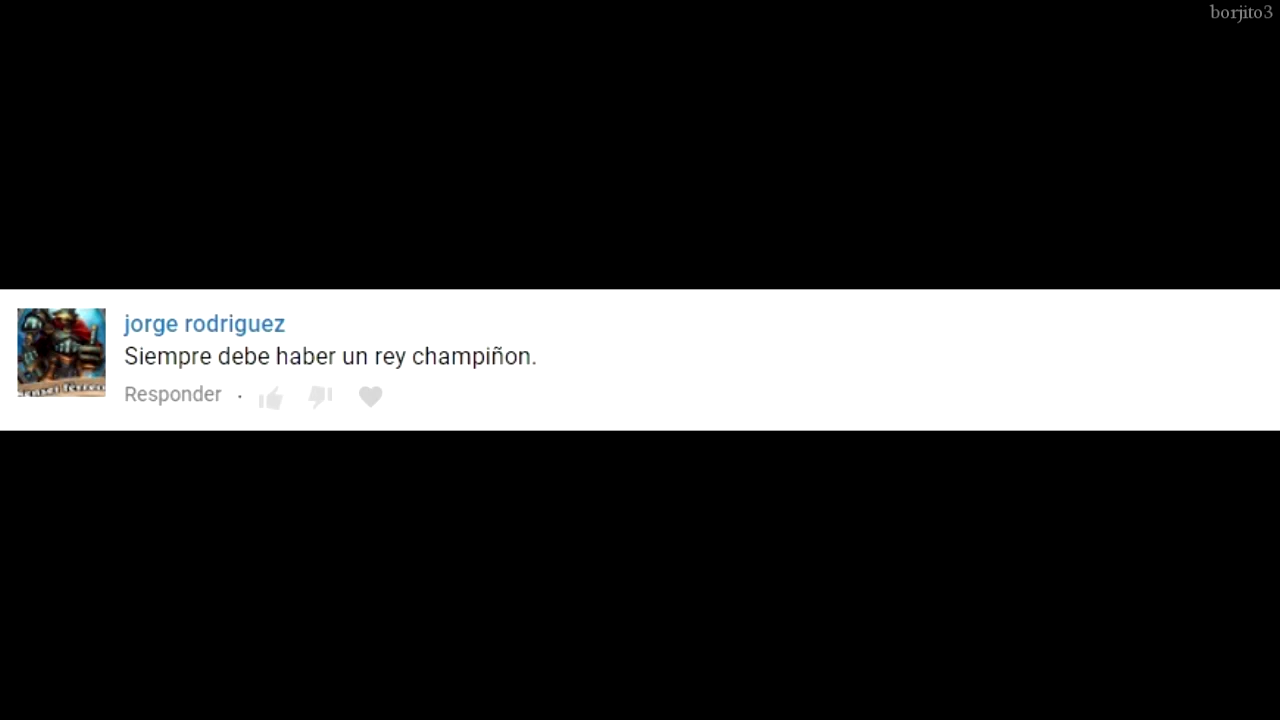 borjito3
jorge rodriguez
Siempre debe haber un rey champiñon.
Responder ·